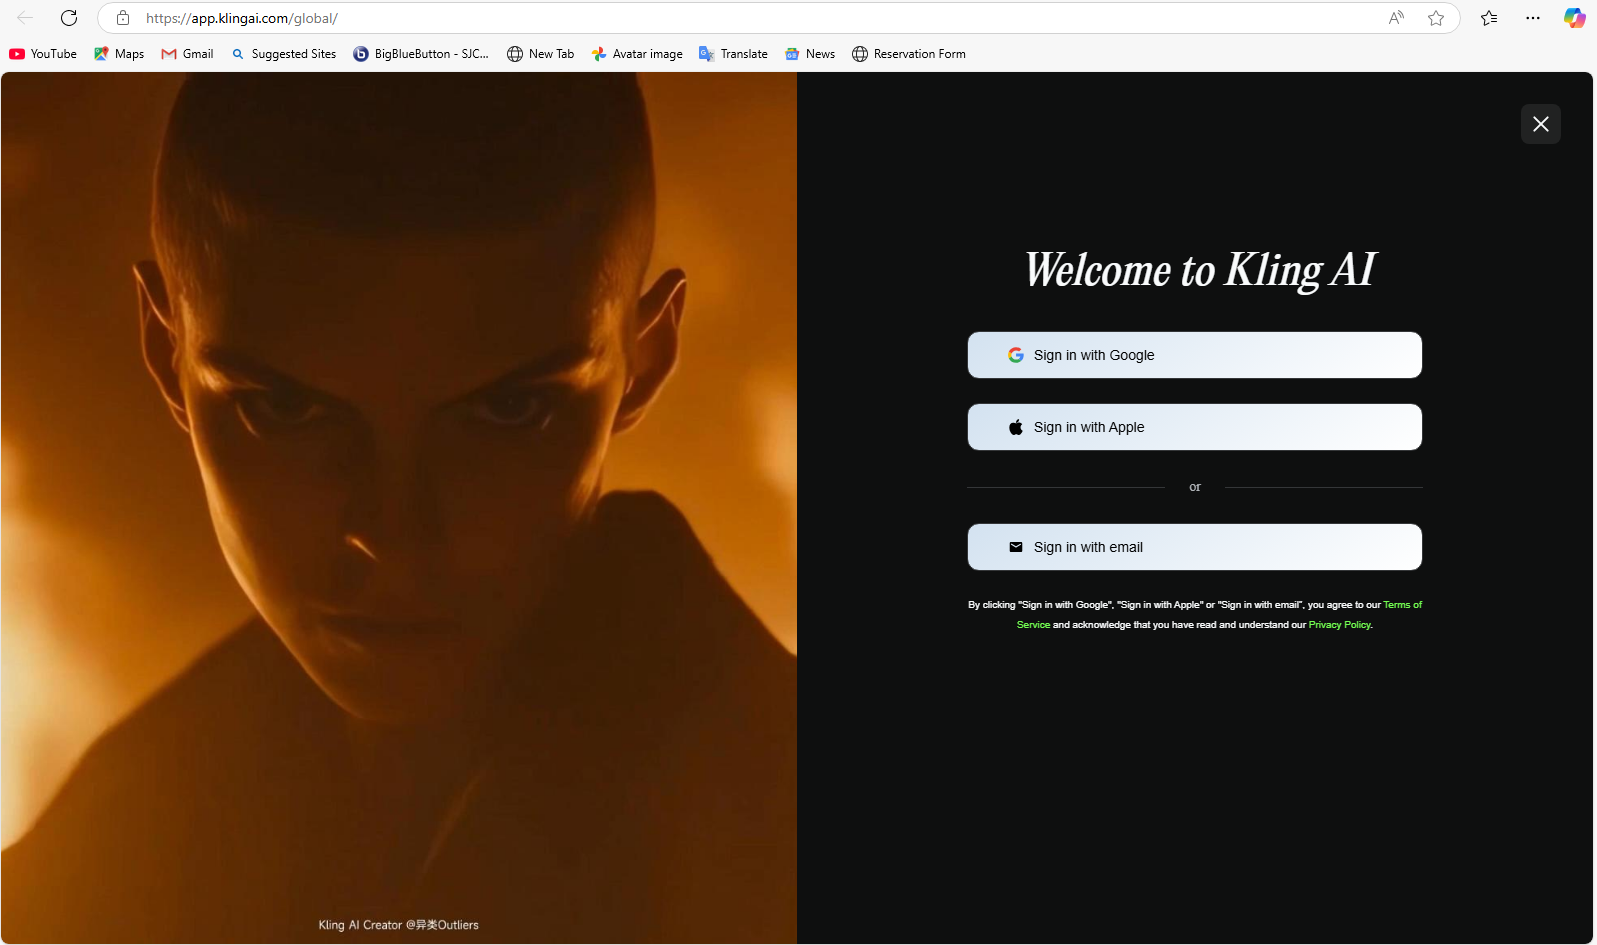 https://app.klingai.com/global/
YouTube Maps Gmail Suggested Sites BigBlueButton - SJC... New Tab Avatar image Translate News Reservation Form
Welcome to Kling AI
Sign in with Google
Sign in with Apple
or
Sign in with email
By clicking "Sign in with Google", "Sign in with Apple" or "Sign in with email", you agree to our Terms of
Service and acknowledge that you have read and understand our Privacy Policy.
Kling AI Creator @异类Outliers